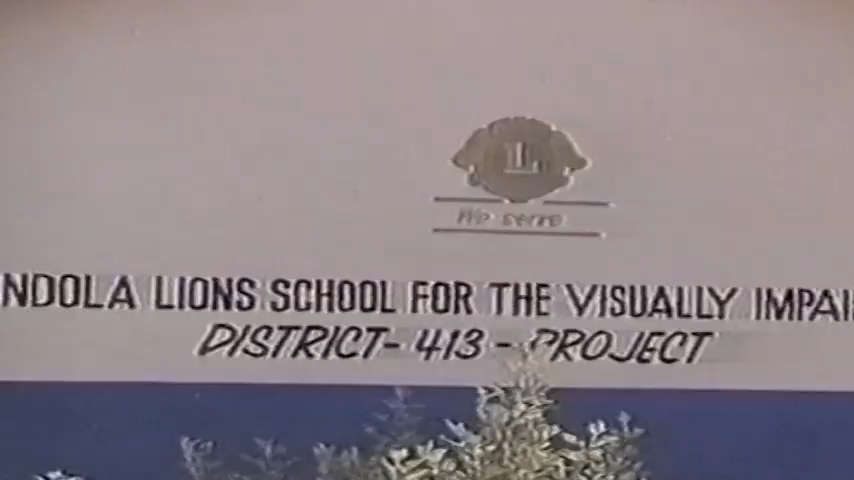 L
We serve
NDOLA LIONS SCHOOL FOR THE VISUALLY IMPAI
DISTRICT - 413 - PROJECT